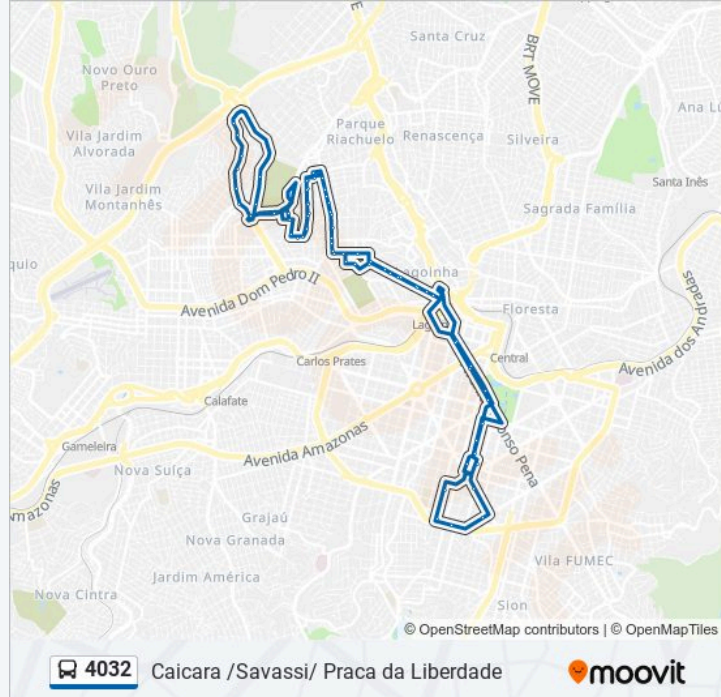 Santa Cruz
Novo Ouro
Preto
BRT MOVE
Ana L
Parque
Riachuelo
Renascença
Silveira
Vila Jardim
Alvorada
Santa Inês
Vila Jardim
Montanhês
Sagrada Família
quio
agoinha
Avenida Dom Pedro II
Floresta
Lago
Avenida dos Andradas
Carlos Prates
Central
Calafate
onso Pena
Gameleira
Avenida Amazonas
Nova Suíça
mazonas
Grajaú
Nova Granada
Vila FUMEC
Jardim América
Nova Cintra
Sion
© OpenStreetMap contributors | © OpenMapTiles
4032 Caicara /Savassi/ Praca da Liberdade
moovit